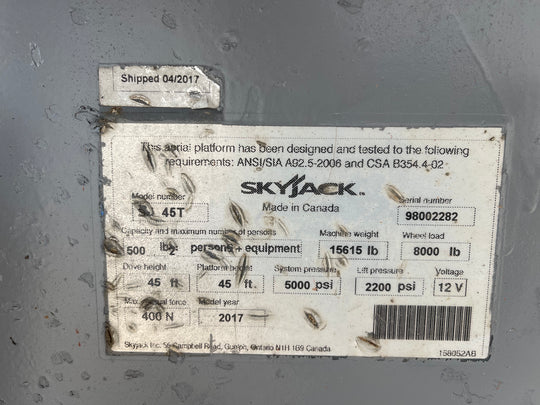 Shipped 04/2017
This aerial platform has been designed and tested to the following
requirements: ANSI/SIA A92.5-2006 and CSA B354.4-02
SKYJACK TM
Made in Canada
Model number Serial number
SJ 45T 98002282
Capacity and maximum number of persons Machine weight Wheel load
500 lb 2 persons + equipment 15615 lb 8000 lb
Drive height Platform height System pressure Lift pressure Voltage
45 ft. 45 ft. 5000 psi 2200 psi 12 V
Max. manual force Model year
400 N 2017
Skyjack Inc. 55 Campbell Road, Guelph, Ontario N1H 1B9 Canada
158052AB